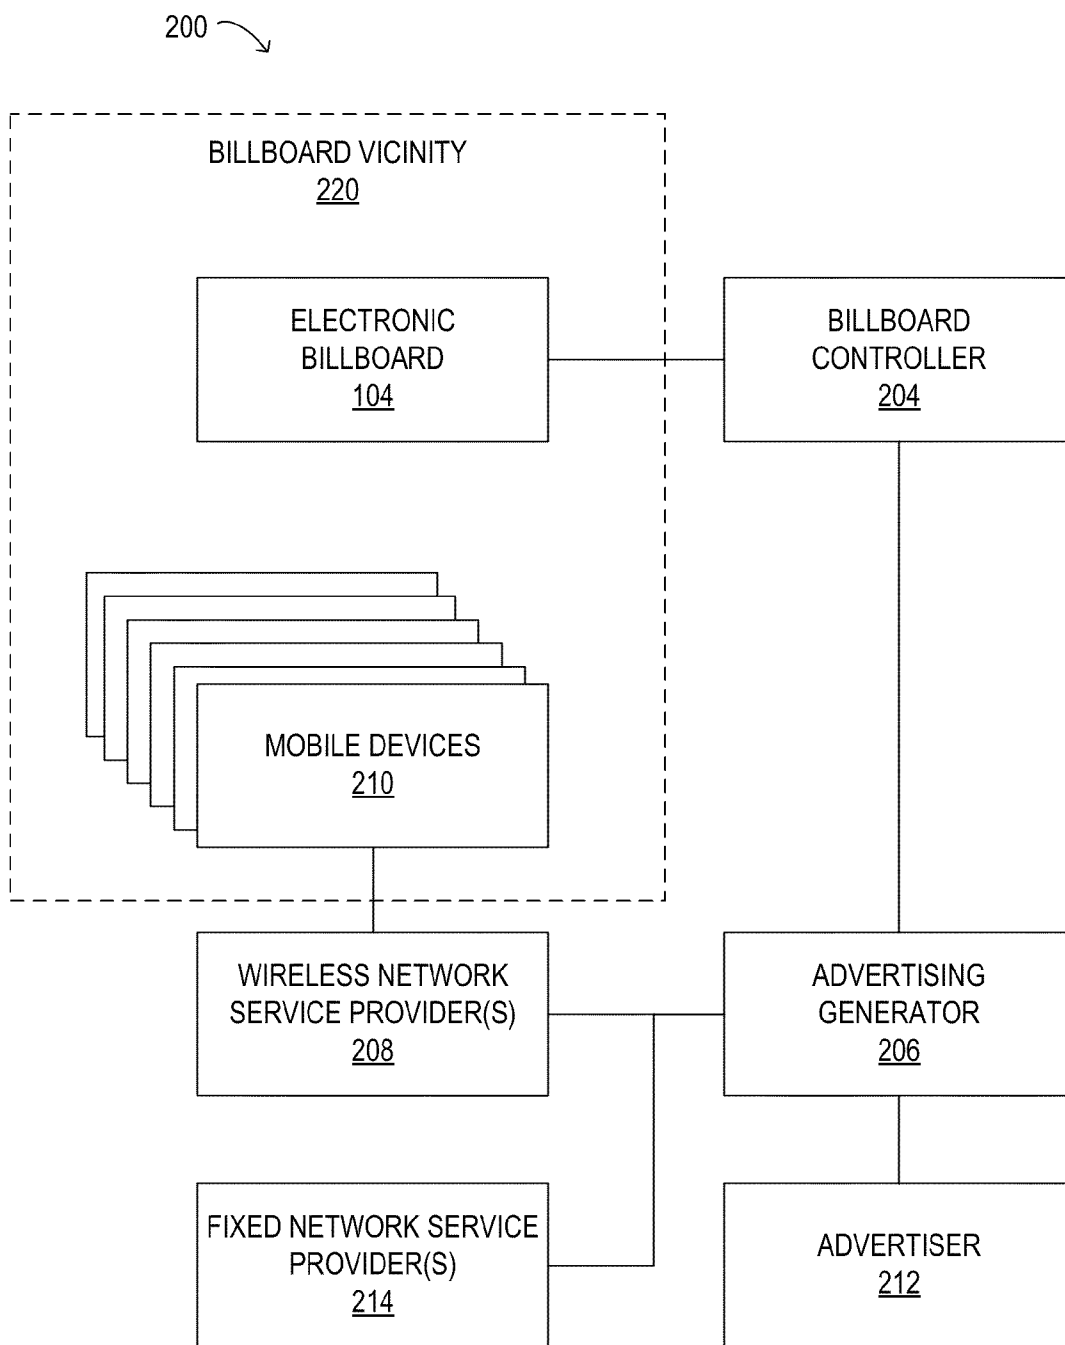 200
BILLBOARD VICINITY
220
ELECTRONIC
BILLBOARD
104
BILLBOARD
CONTROLLER
204
MOBILE DEVICES
210
WIRELESS NETWORK
SERVICE PROVIDER(S)
208
ADVERTISING
GENERATOR
206
FIXED NETWORK SERVICE
PROVIDER(S)
214
ADVERTISER
212